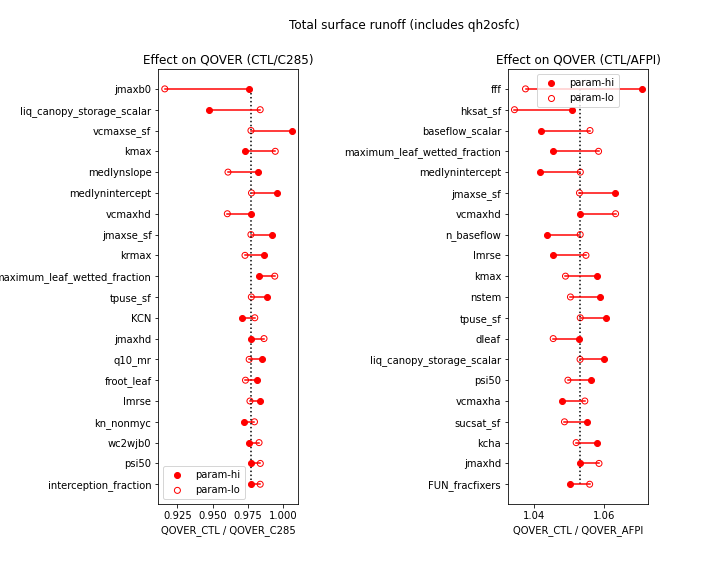 Total surface runoff (includes qh2osfc)
Effect on QOVER (CTL/C285)
jmaxb0
liq_canopy_storage_scalar
vcmaxse_sf
kmax
medlynslope
medlynintercept
vcmaxhd
jmaxse_sf
krmax
naximum_leaf_wetted_fraction
tpuse_sf
KCN
jmaxhd
q10_mr
froot_leaf
lmrse
kn_nonmyc
wc2wjb0
psi50
interception_fraction
param-hi
param-lo
0.925 0.950 0.975 1.000
QOVER_CTL / QOVER_C285
Effect on QOVER (CTL/AFPI)
fff
hksat_sf
baseflow_scalar
maximum_leaf_wetted_fraction
medlynintercept
jmaxse_sf
vcmaxhd
n_baseflow
lmrse
kmax
nstem
tpuse_sf
dleaf
liq_canopy_storage_scalar
psi50
vcmaxha
sucsat_sf
kcha
jmaxhd
FUN_fracfixers
param-hi
param-lo
1.04 1.06
QOVER_CTL / QOVER_AFPI